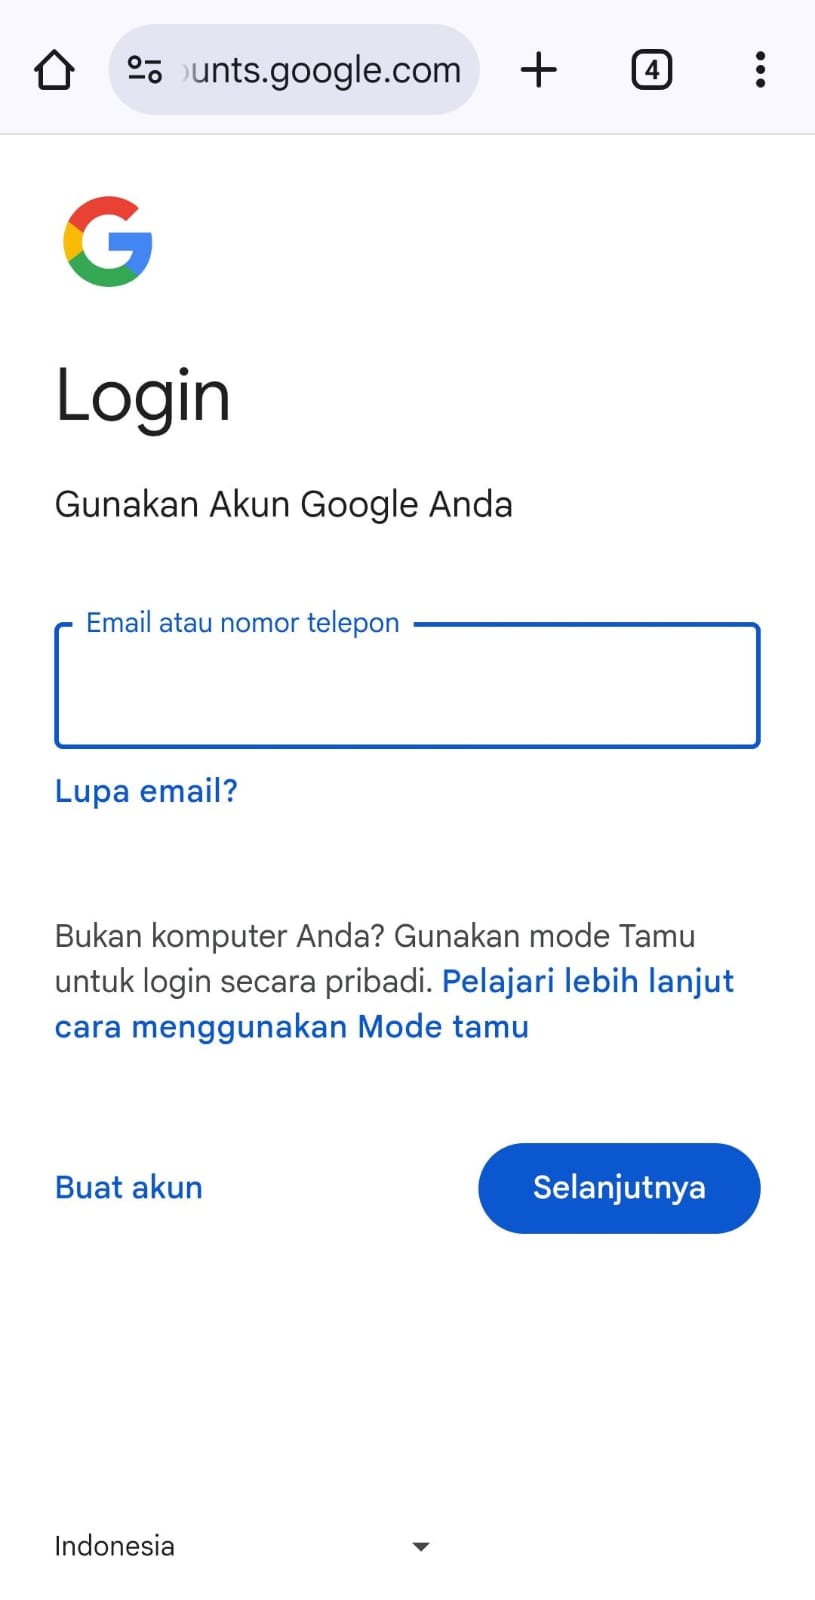 unts.google.com
4
Login
Gunakan Akun Google Anda
Email atau nomor telepon
Lupa email?
Bukan komputer Anda? Gunakan mode Tamu
untuk login secara pribadi. Pelajari lebih lanjut
cara menggunakan Mode tamu
Buat akun
Selanjutnya
Indonesia